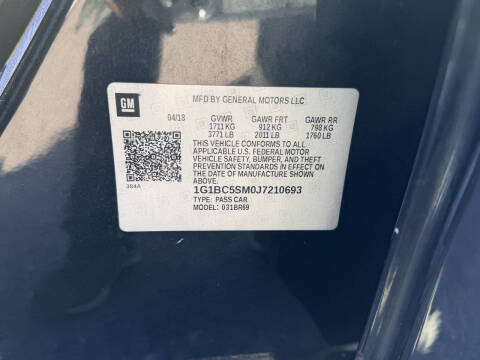 GM
MFD BY GENERAL MOTORS LLC
04/18 GVWR GAWR FRT GAWR RR
1711 KG 912 KG 798 KG
3771 LB 2011 LB 1760 LB
THIS VEHICLE CONFORMS TO ALL APPLICABLE
U.S. FEDERAL MOTOR
VEHICLE SAFETY, BUMPER, AND THEFT
PREVENTION STANDARDS IN EFFECT ON
THE DATE OF MANUFACTURE SHOWN
ABOVE.
384A
1G1BC5SM0J7210693
TYPE: PASS CAR
MODEL: 031BR69